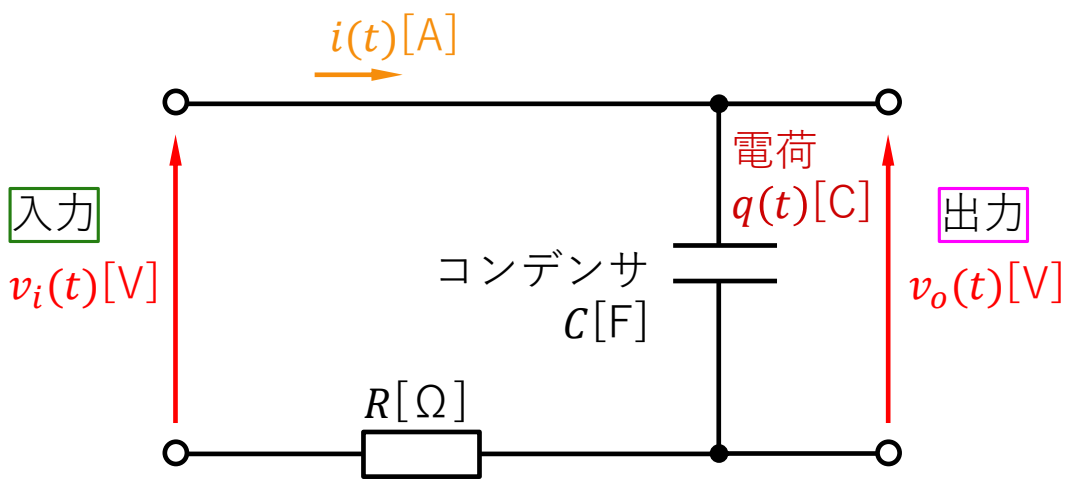 i(t)[A]
電荷
q(t)[C]
入力
v_i(t)[V]
コンデンサ
C[F]
出力
v_o(t)[V]
R[Ω]